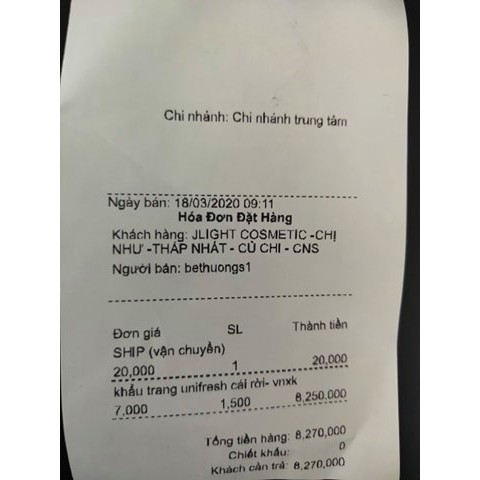 Chi nhánh: Chi nhánh trung tâm
Ngày bán: 18/03/2020 09:11
Hóa Đơn Đặt Hàng
Khách hàng: JLIGHT COSMETIC -CHỊ
NHƯ -THÁP NHẤT - CỦ CHI - CNS
Người bán: bethuongs1
Đơn giá SL Thành tiền
SHIP (vận chuyển)
20,000 1 20,000
khẩu trang unifresh cái rời- vnxk
7,000 1,500 8,250,000
Tổng tiền hàng: 8,270,000
Chiết khấu: 0
Khách cần trả: 8,270,000